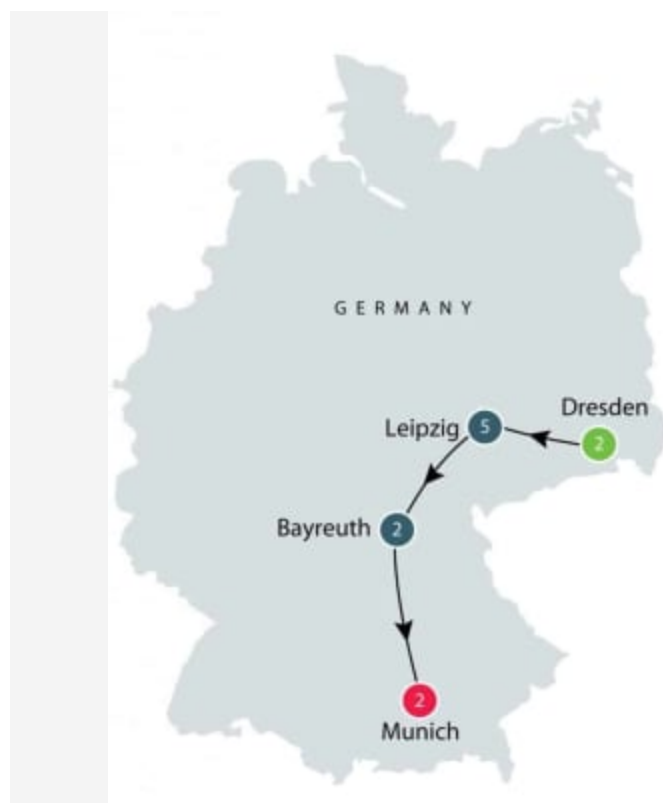 GERMANY
Dresden
2
Leipzig 5
Bayreuth 2
2
Munich